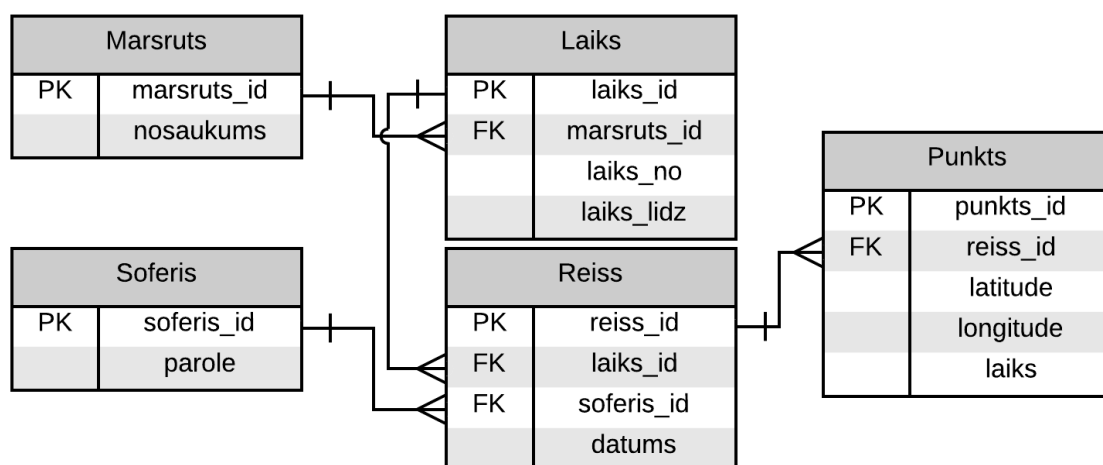 Marsruts
PK marsruts_id
nosaukums
Laiks
PK laiks_id
FK marsruts_id
laiks_no
laiks_lidz
Soferis
PK soferis_id
parole
Reiss
PK reiss_id
FK laiks_id
FK soferis_id
datums
Punkts
PK punkts_id
FK reiss_id
latitude
longitude
laiks